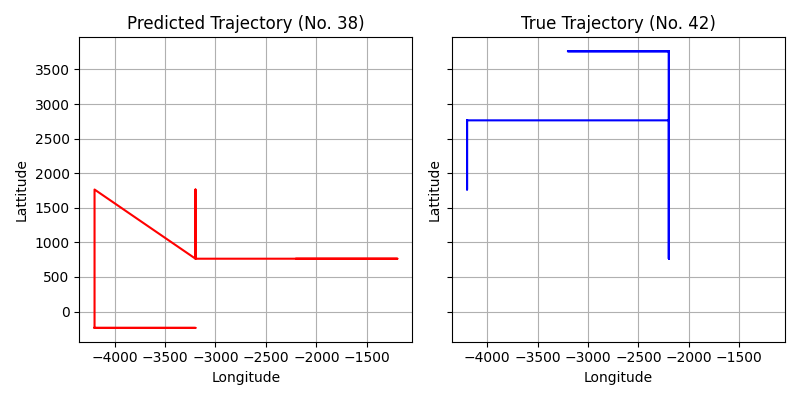 Predicted Trajectory (No. 38)
True Trajectory (No. 42)
Lattitude
3500
3000
2500
2000
1500
1000
500
0
−4000 −3500 −3000 −2500 −2000 −1500
Longitude
Lattitude
−4000 −3500 −3000 −2500 −2000 −1500
Longitude